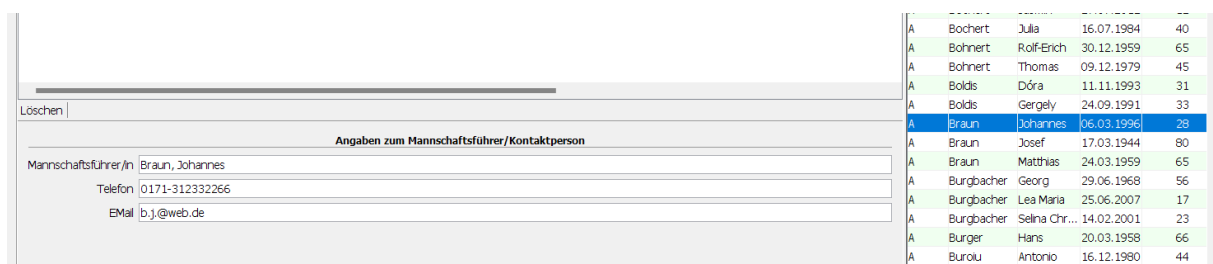 A Bochert Julia 16.07.1984 40
A Bohnert Rolf-Erich 30.12.1959 65
A Bohnert Thomas 09.12.1979 45
A Boldis Dóra 11.11.1993 31
A Boldis Gergely 24.09.1991 33
A Braun Johannes 06.03.1996 28
A Braun Josef 17.03.1944 80
A Braun Matthias 24.03.1959 65
A Burgbacher Georg 29.06.1968 56
A Burgbacher Lea Maria 25.06.2007 17
A Burgbacher Selina Chr... 14.02.2001 23
A Burger Hans 20.03.1958 66
A Buroiu Antonio 16.12.1980 44
Löschen
Angaben zum Mannschaftsführer/Kontaktperson
Mannschaftsführer/in Braun, Johannes
Telefon 0171-312332266
EMail b.j.@web.de